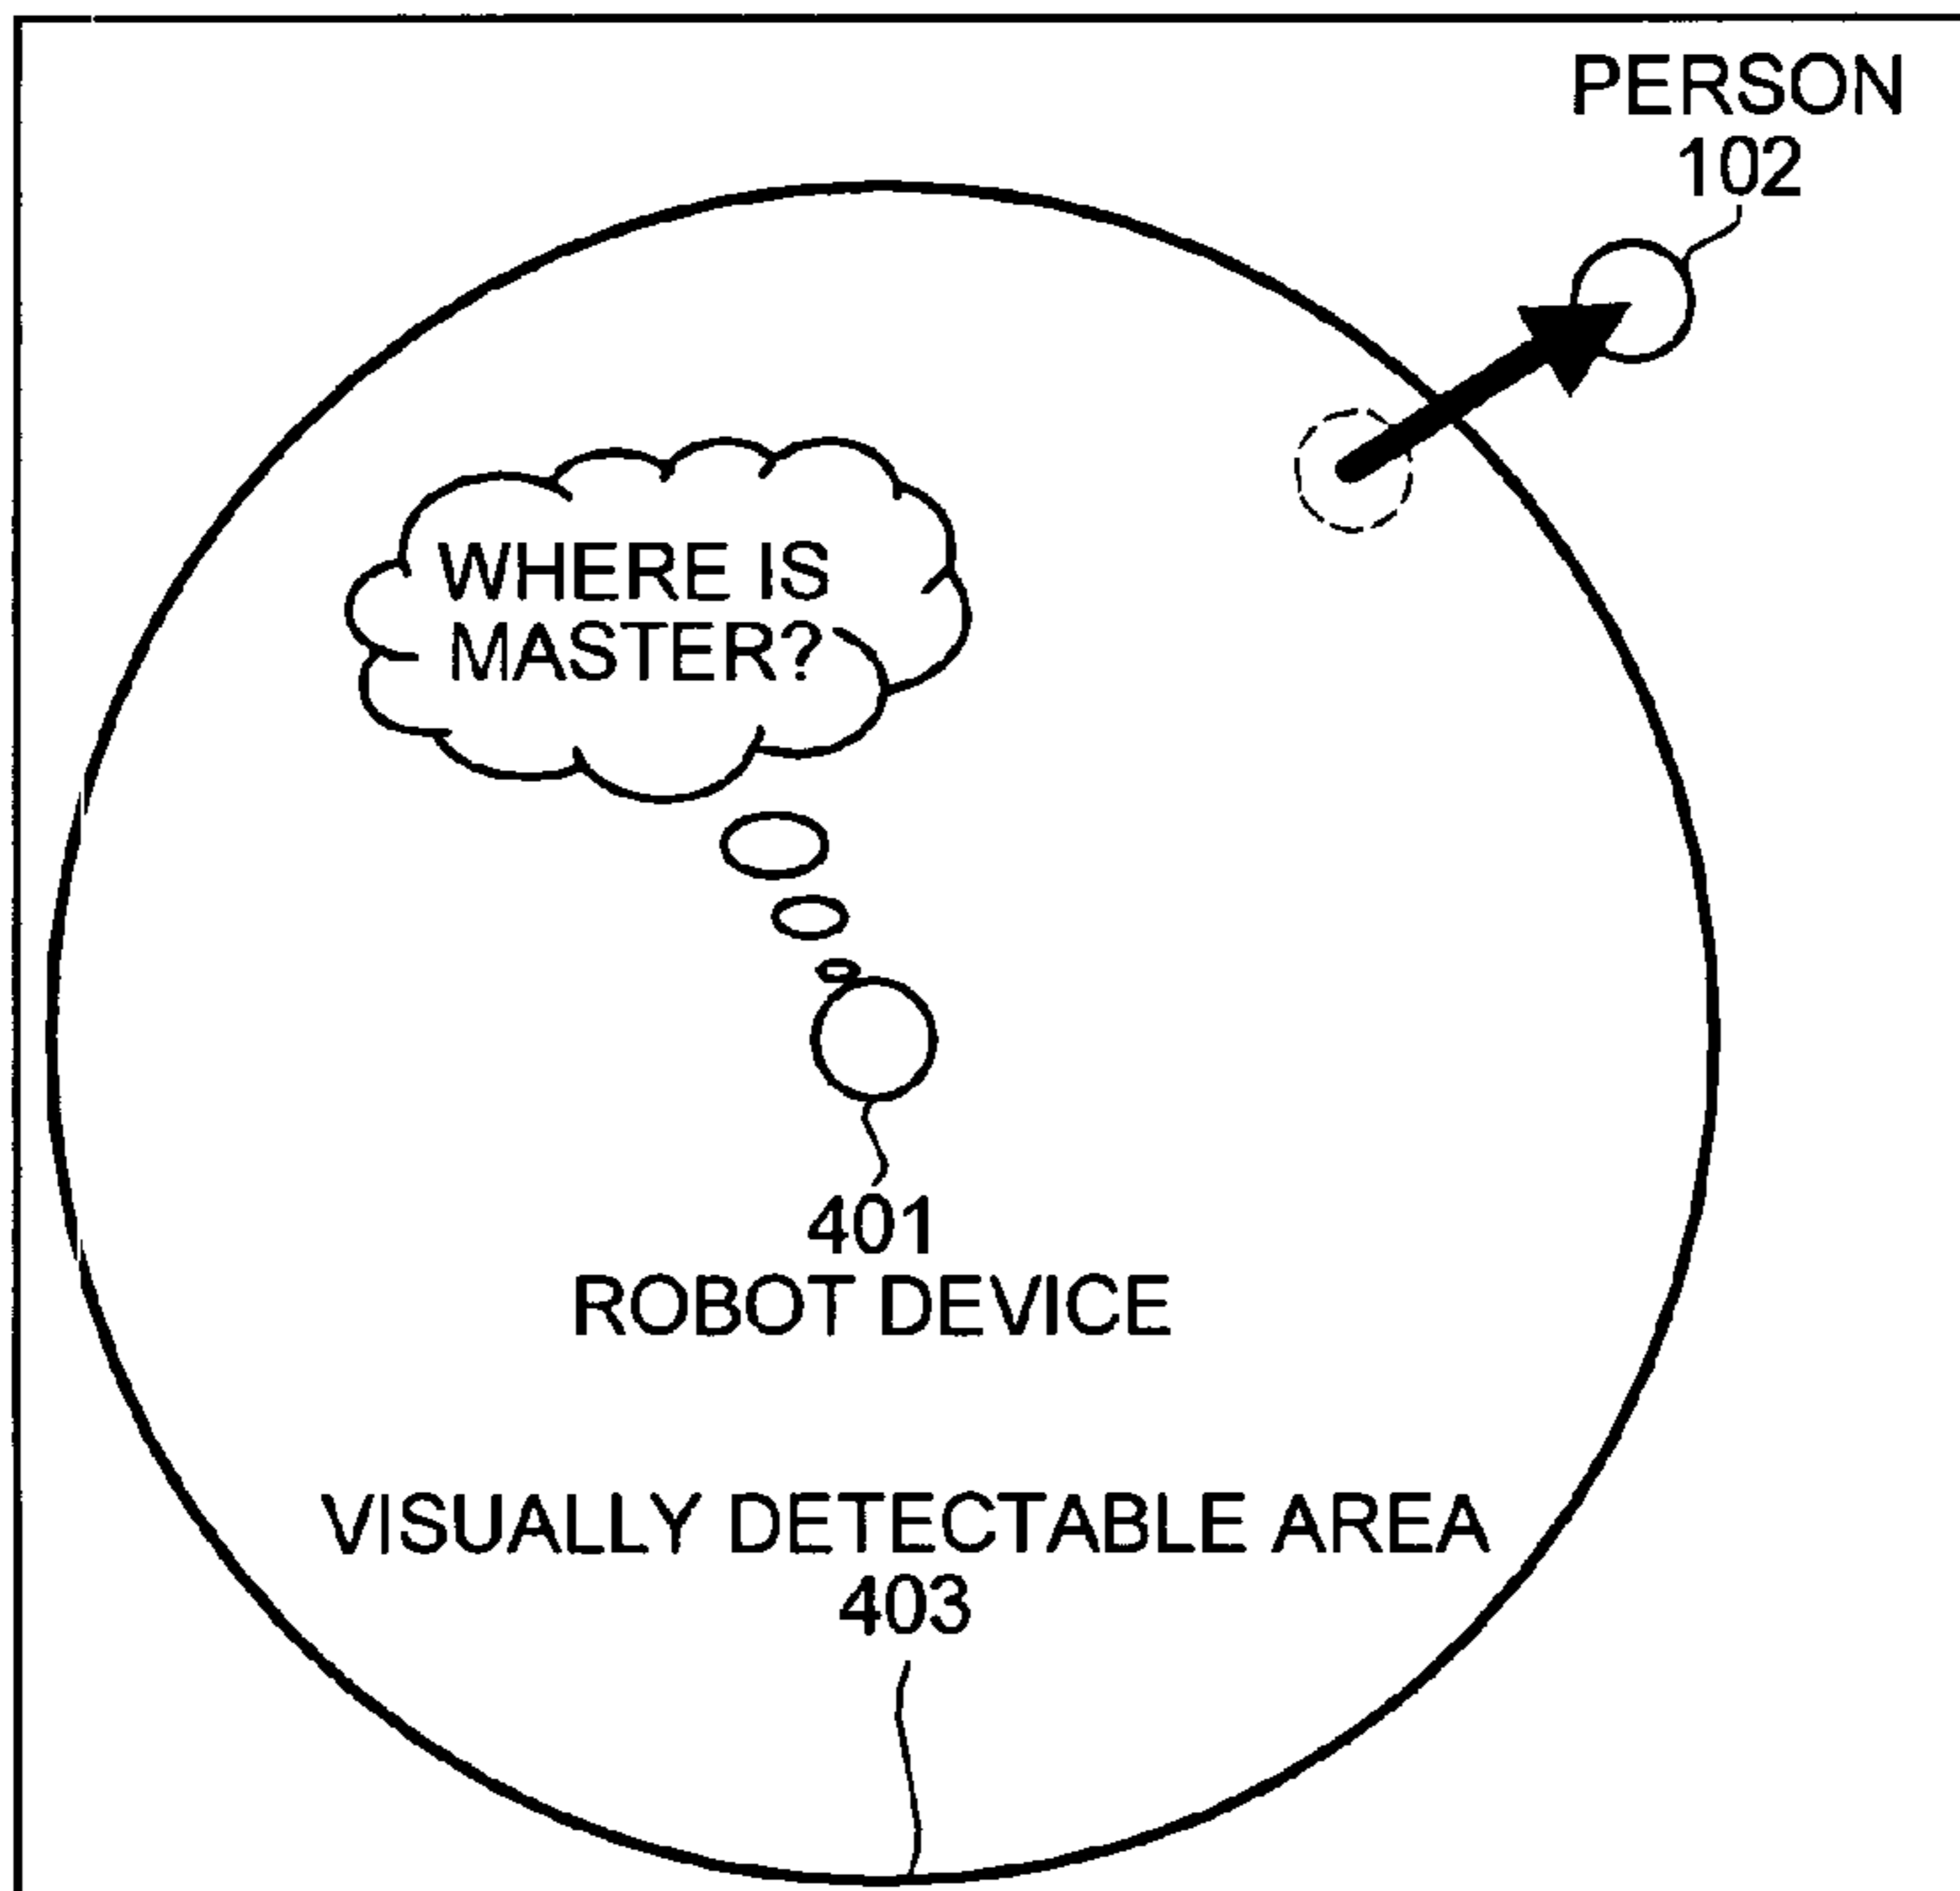 PERSON
102
WHERE IS
MASTER?
401
ROBOT DEVICE
VISUALLY DETECTABLE AREA
403